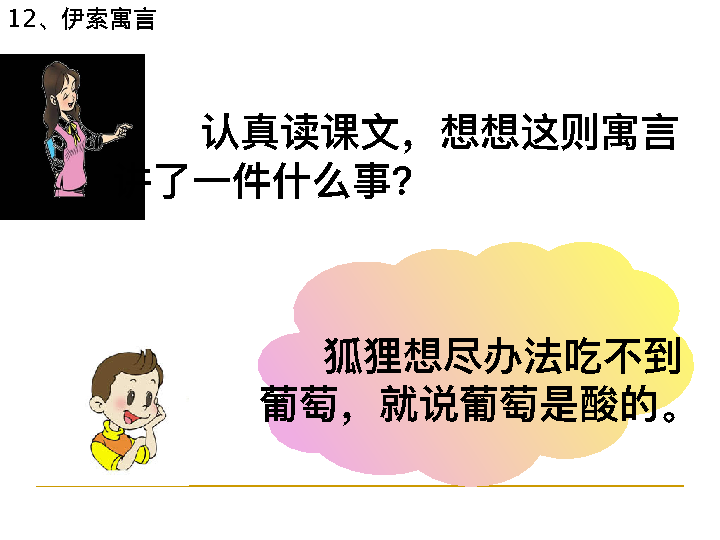 12、伊索寓言
认真读课文，想想这则寓言
了一件什么事?
狐狸想尽办法吃不到
葡萄，就说葡萄是酸的。